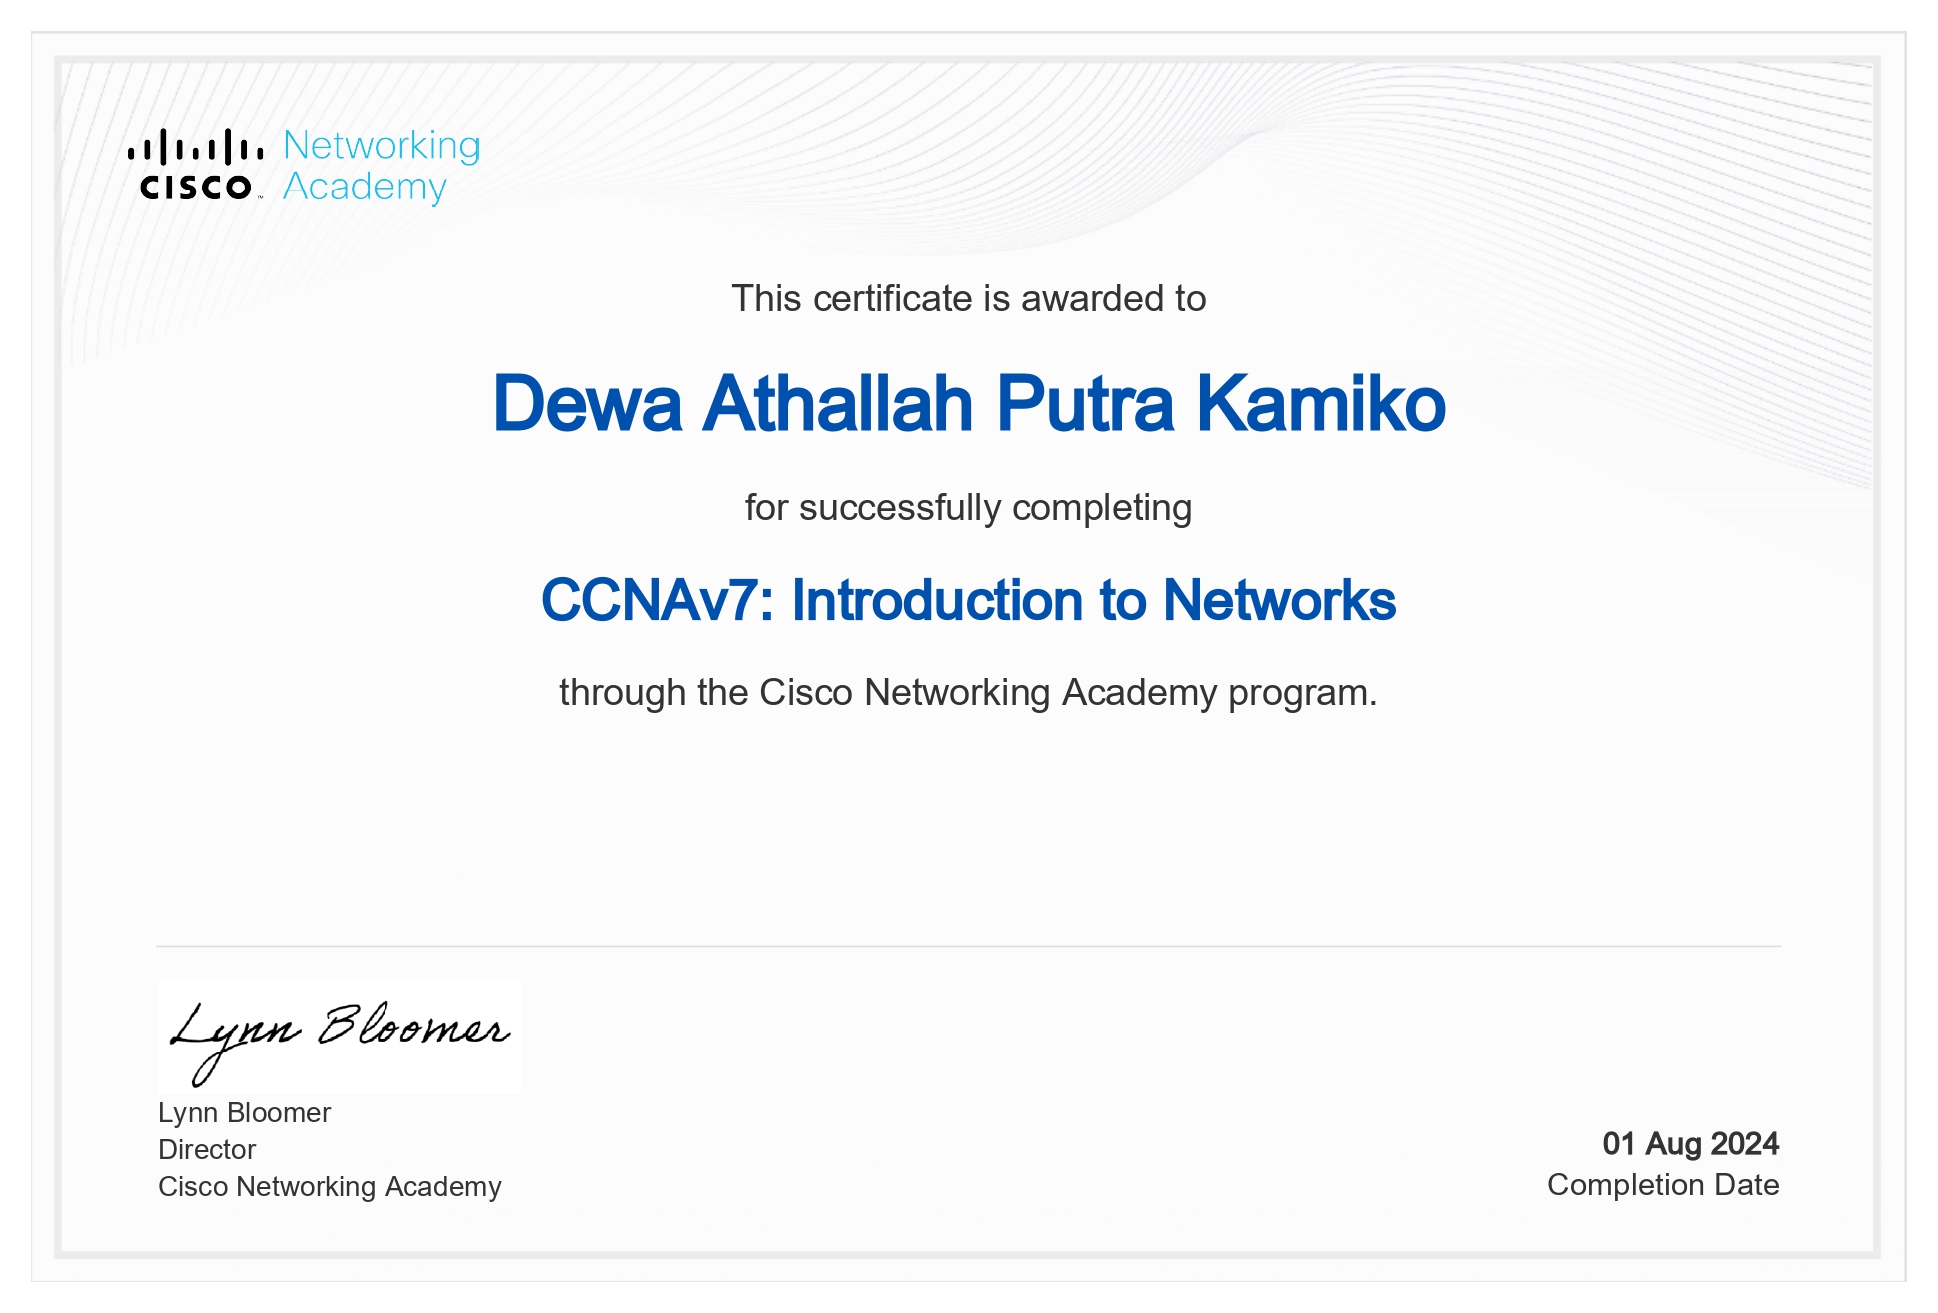 CISCO™ Networking
Academy
This certificate is awarded to
Dewa Athallah Putra Kamiko
for successfully completing
CCNAv7: Introduction to Networks
through the Cisco Networking Academy program.
Lynn Bloomer
Lynn Bloomer
Director
Cisco Networking Academy
01 Aug 2024
Completion Date